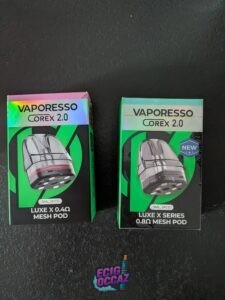 VAPORESSO
COREX 2.0
LUXE X 0.4Ω
MESH POD
VAPORESSO
COREX 2.0
NEW
LUXE X SERIES
0.8Ω MESH POD
ECIG
OCCAZ